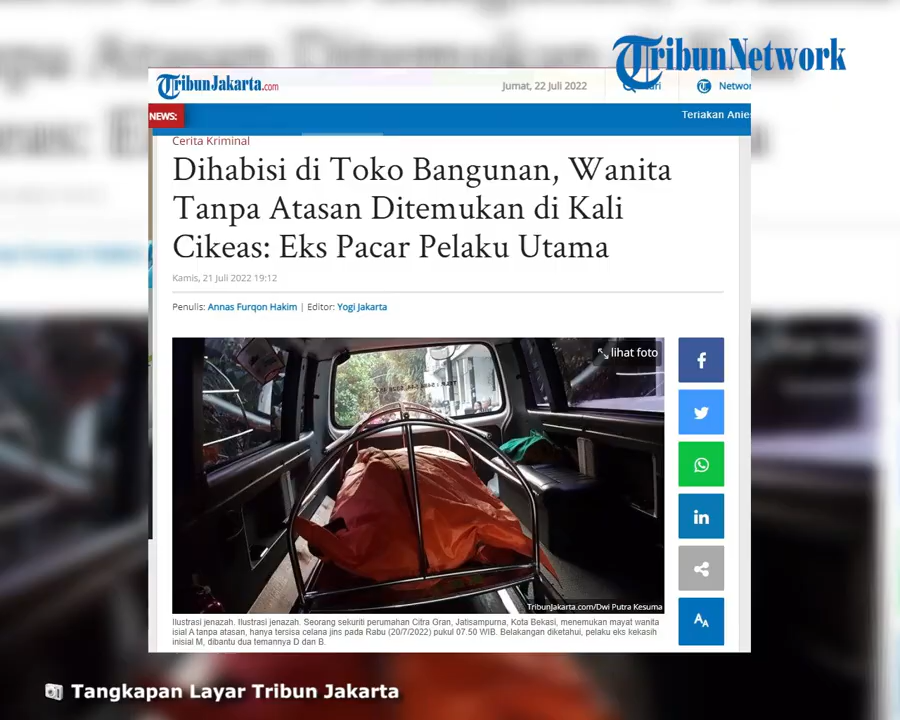 TribunNetwork
TribunJakarta.com
Jumat, 22 Juli 2022
NEWS:
Teriakan Anie
Cerita Kriminal
Dihabisi di Toko Bangunan, Wanita
Tanpa Atasan Ditemukan di Kali
Cikeas: Eks Pacar Pelaku Utama
Kamis, 21 Juli 2022 19:12
Penulis: Annas Furqon Hakim | Editor: Yogi Jakarta
lihat foto
TribunJakarta.com/Dwi Putra Kesuma
Ilustrasi jenazah. Ilustrasi jenazah. Seorang sekuriti perumahan Citra Gran, Jatisampurna, Kota Bekasi, menemukan mayat wanita
isial A tanpa atasan, hanya tersisa celana jins pada Rabu (20/7/2022) pukul 07.50 WIB. Belakangan diketahui, pelaku eks kekasih
inisial M, dibantu dua temannya D dan B.
Tangkapan Layar Tribun Jakarta